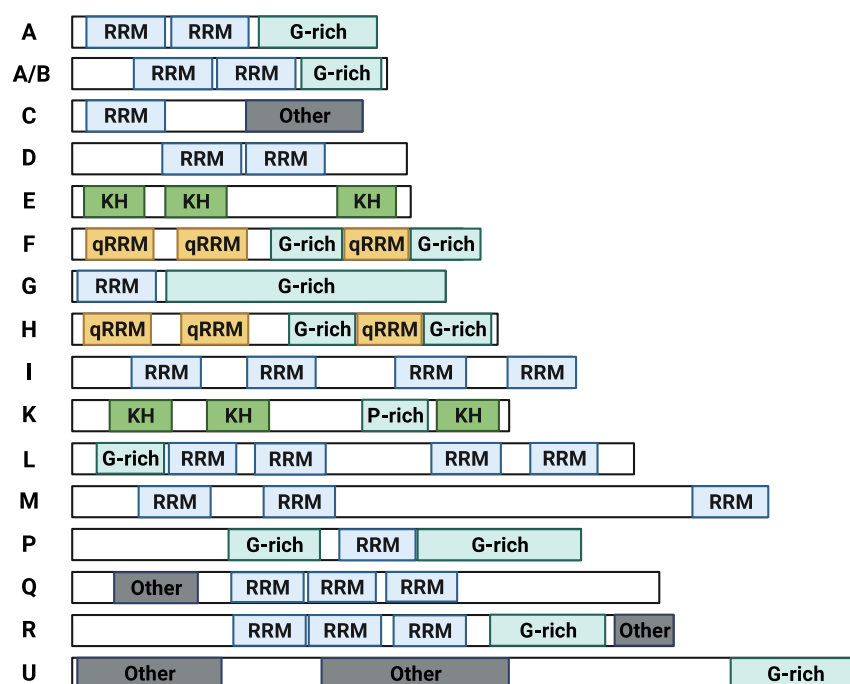 A RRM RRM G-rich
A/B RRM RRM G-rich
C RRM Other
D RRM RRM
E KH KH KH
F qRRM qRRM G-rich qRRM G-rich
G RRM G-rich
H qRRM qRRM G-rich qRRM G-rich
I RRM RRM RRM RRM
K KH KH P-rich KH
L G-rich RRM RRM RRM RRM
M RRM RRM RRM
P G-rich RRM G-rich
Q Other RRM RRM RRM
R RRM RRM RRM G-rich Other
U Other Other G-rich